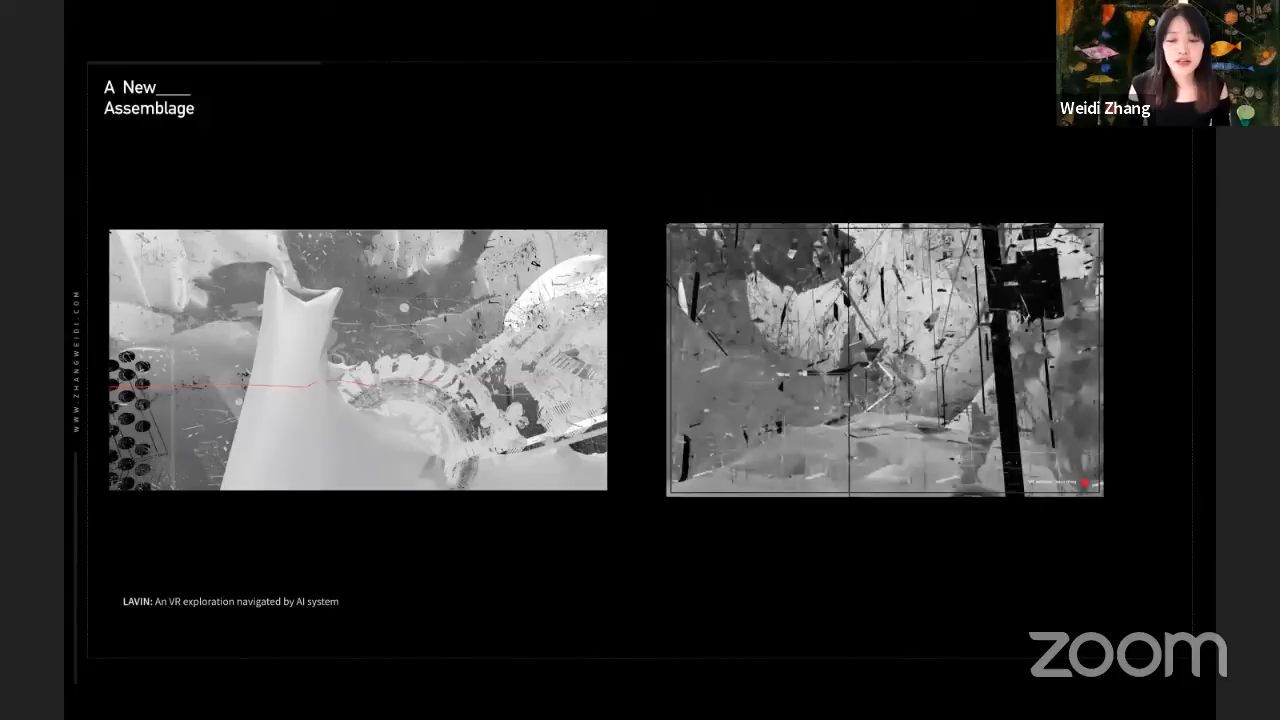 A New____
Assemblage
Weidi Zhang
WWW.ZHANGWEIDI.COM
LAVIN: An VR exploration navigated by AI system
zoom